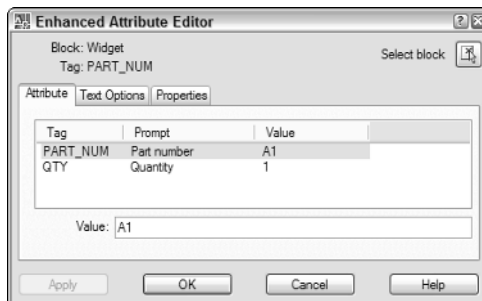 Enhanced Attribute Editor
Block: Widget
Tag: PART_NUM
Select block
Attribute Text Options Properties
Tag Prompt Value
PART_NUM Part number A1
QTY Quantity 1
Value: A1
Apply OK Cancel Help